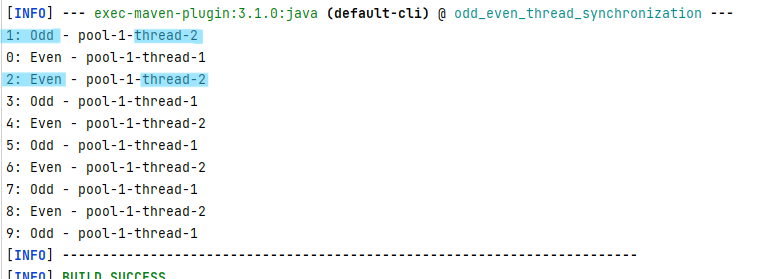 [INFO] --- exec-maven-plugin:3.1.0:java (default-cli) @ odd_even_thread_synchronization ---
1: Odd - pool-1-thread-2
0: Even - pool-1-thread-1
2: Even - pool-1-thread-2
3: Odd - pool-1-thread-1
4: Even - pool-1-thread-2
5: Odd - pool-1-thread-1
6: Even - pool-1-thread-2
7: Odd - pool-1-thread-1
8: Even - pool-1-thread-2
9: Odd - pool-1-thread-1
[INFO] ------------------------------------------------------------------------
[INFO] BUILD SUCCESS